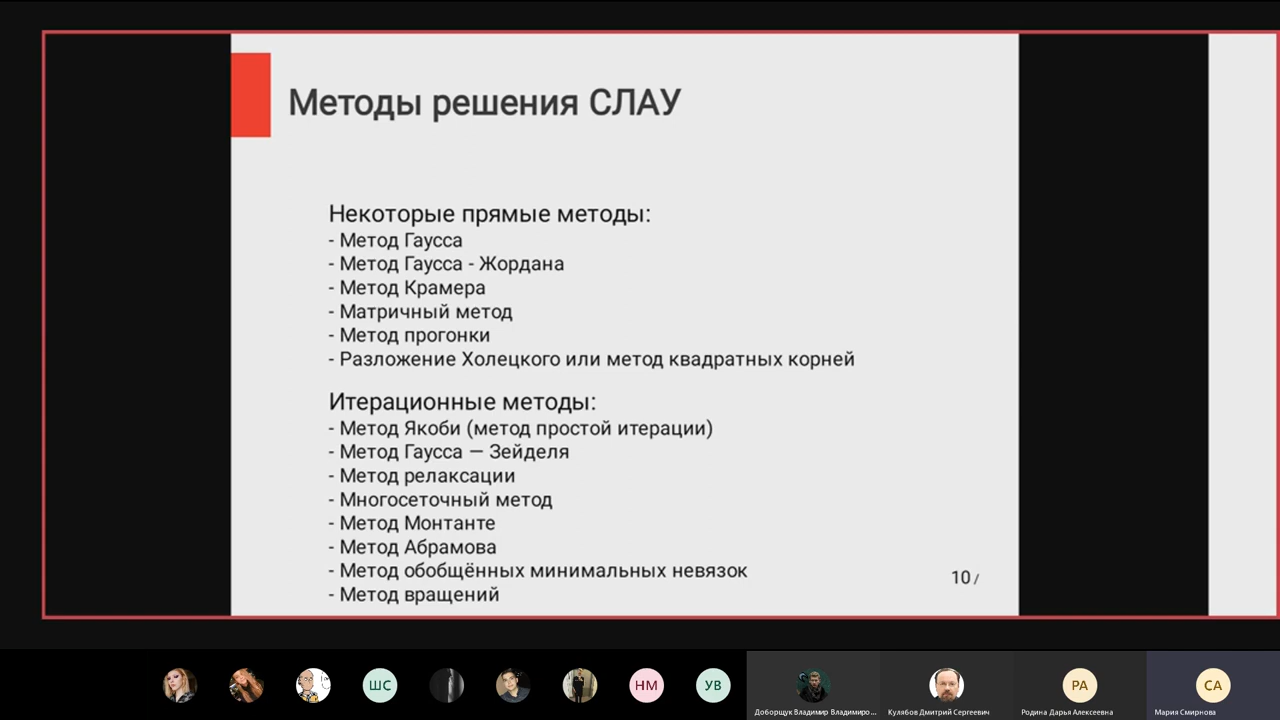 Методы решения СЛАУ
Некоторые прямые методы:
- Метод Гаусса
- Метод Гаусса - Жордана
- Метод Крамера
- Матричный метод
- Метод прогонки
- Разложение Холецкого или метод квадратных корней
Итерационные методы:
- Метод Якоби (метод простой итерации)
- Метод Гаусса — Зейделя
- Метод релаксации
- Многосеточный метод
- Метод Монтанте
- Метод Абрамова
- Метод обобщённых минимальных невязок
- Метод вращений
10 /
ШС
НМ
УВ
РА
СА
Доборщук Владимир Владимиро...
Кулябов Дмитрий Сергеевич
Родина Дарья Алексеевна
Мария Смирнова